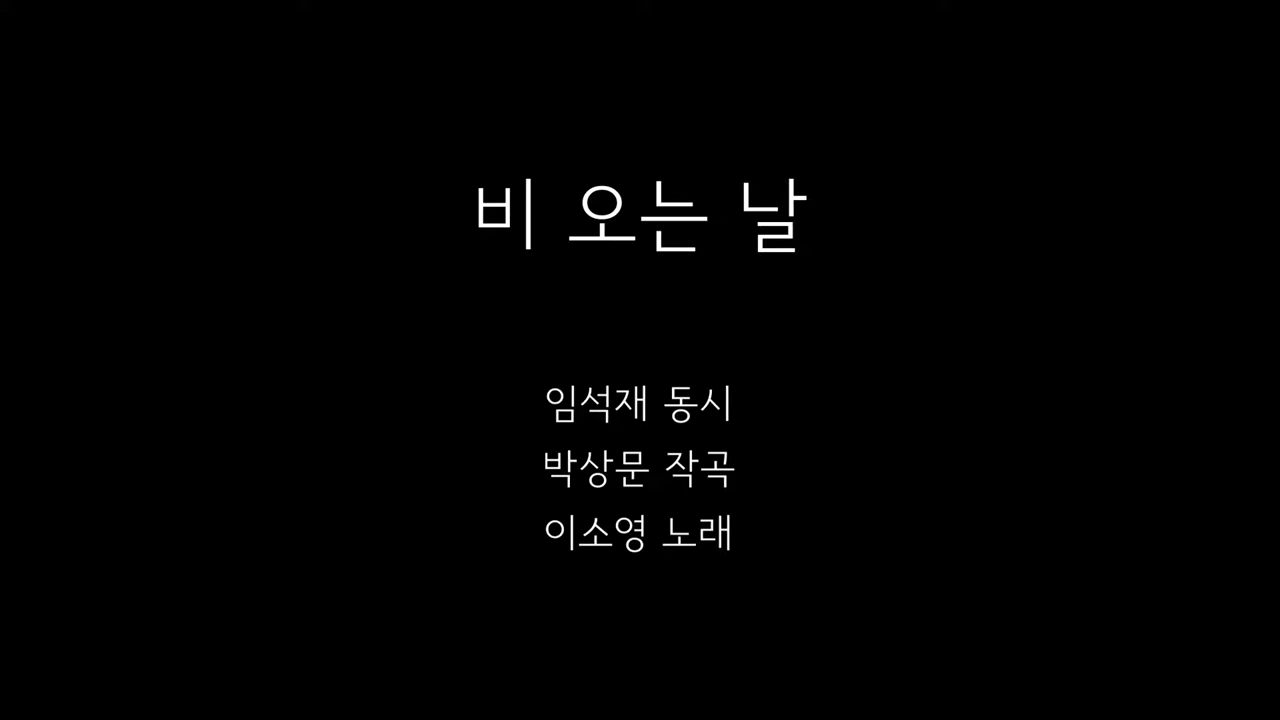 비 오는 날
임석재 동시
박상문 작곡
이소영 노래